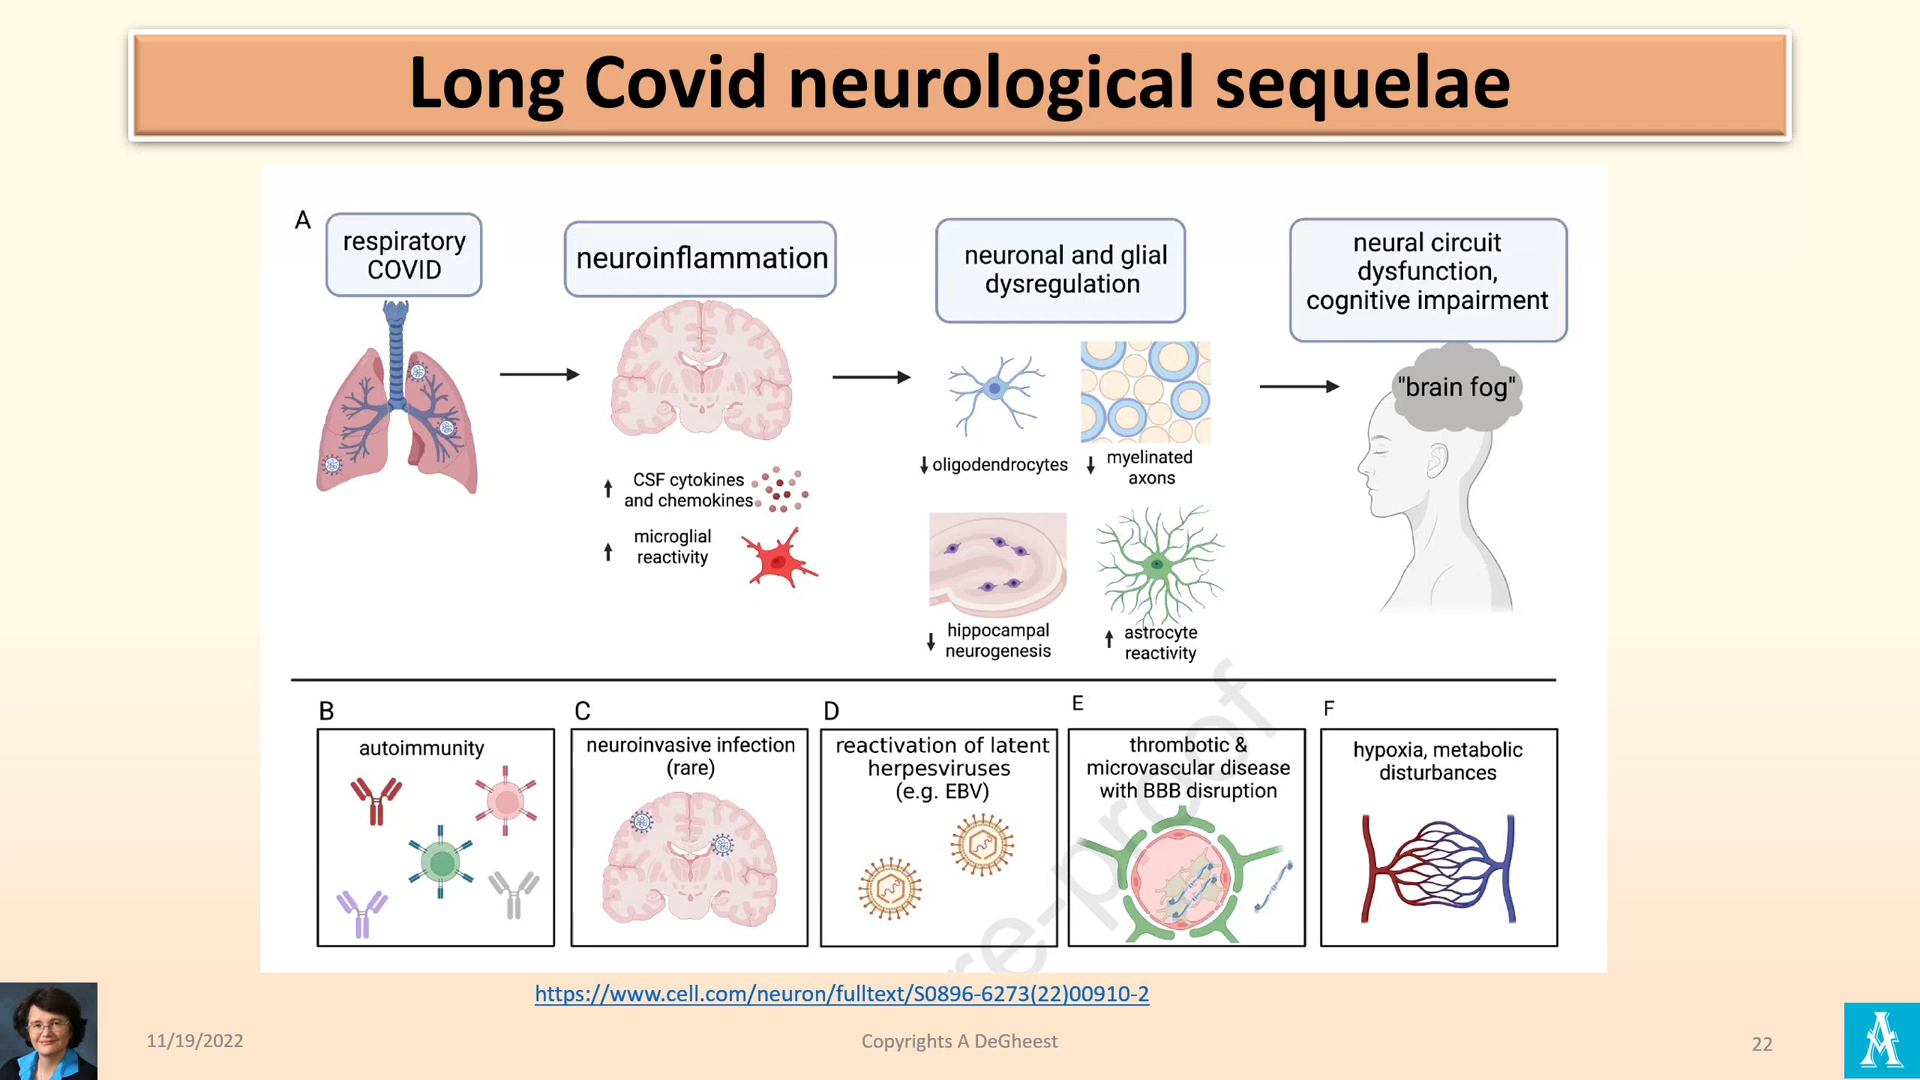 Long Covid neurological sequelae
A
respiratory
COVID
neuroinflammation
neuronal and glial
dysregulation
neural circuit
dysfunction,
cognitive impairment
"brain fog"
CSF cytokines
and chemokines
microglial
reactivity
oligodendrocytes
myelinated
axons
hippocampal
neurogenesis
astrocyte
reactivity
B
autoimmunity
C
neuroinvasive infection
(rare)
D
reactivation of latent
herpesviruses
(e.g. EBV)
E
thrombotic &
microvascular disease
with BBB disruption
F
hypoxia, metabolic
disturbances
re-proof
https://www.cell.com/neuron/fulltext/S0896-6273(22)00910-2
11/19/2022
Copyrights A DeGheest
22
A